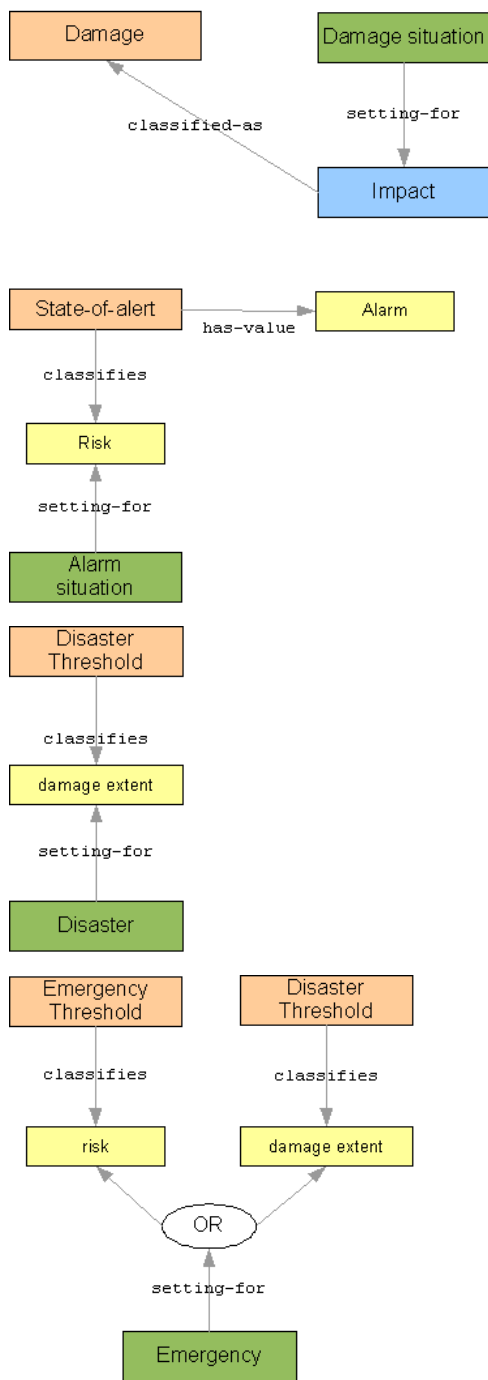 Damage
Damage situation
classified-as
setting-for
Impact
State-of-alert
has-value
Alarm
classifies
Risk
setting-for
Alarm
situation
Disaster
Threshold
classifies
damage extent
setting-for
Disaster
Emergency
Threshold
Disaster
Threshold
classifies
classifies
risk
damage extent
OR
setting-for
Emergency